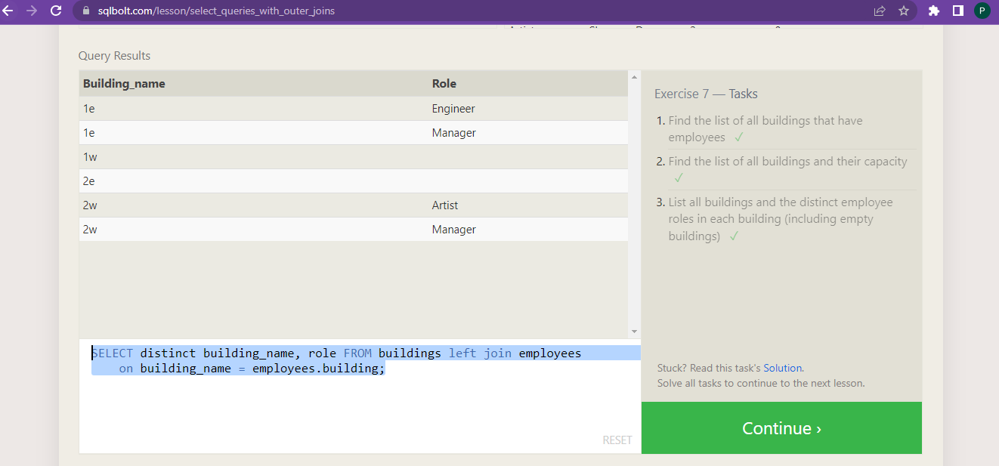 sqlbolt.com/lesson/select_queries_with_outer_joins
P
Query Results
Building_name Role
1e Engineer
1e Manager
1w
2e
2w Artist
2w Manager
SELECT distinct building_name, role FROM buildings left join employees
on building_name = employees.building;
RESET
Exercise 7 — Tasks
1. Find the list of all buildings that have
employees ✓
2. Find the list of all buildings and their capacity
✓
3. List all buildings and the distinct employee
roles in each building (including empty
buildings) ✓
Stuck? Read this task's Solution.
Solve all tasks to continue to the next lesson.
Continue ›